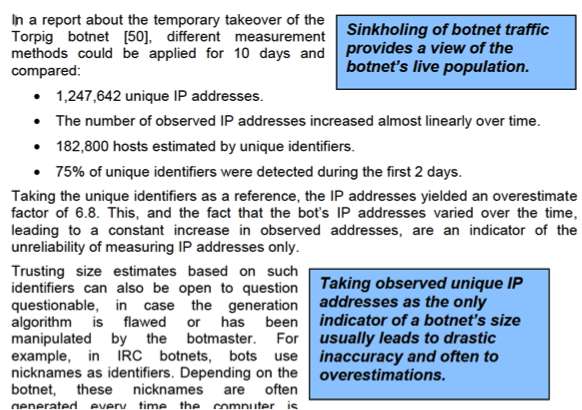 In a report about the temporary takeover of the
Torpig botnet [50], different measurement
methods could be applied for 10 days and
compared:
Sinkholing of botnet traffic
provides a view of the
botnet's live population.
• 1,247,642 unique IP addresses.
• The number of observed IP addresses increased almost linearly over time.
• 182,800 hosts estimated by unique identifiers.
• 75% of unique identifiers were detected during the first 2 days.
Taking the unique identifiers as a reference, the IP addresses yielded an overestimate
factor of 6.8. This, and the fact that the bot's IP addresses varied over the time,
leading to a constant increase in observed addresses, are an indicator of the
unreliability of measuring IP addresses only.
Trusting size estimates based on such
identifiers can also be open to question
questionable, in case the generation
algorithm is flawed or has been
manipulated by the botmaster. For
example, in IRC botnets, bots use
nicknames as identifiers. Depending on the
botnet, these nicknames are often
generated every time the computer is
Taking observed unique IP
addresses as the only
indicator of a botnet's size
usually leads to drastic
inaccuracy and often to
overestimations.